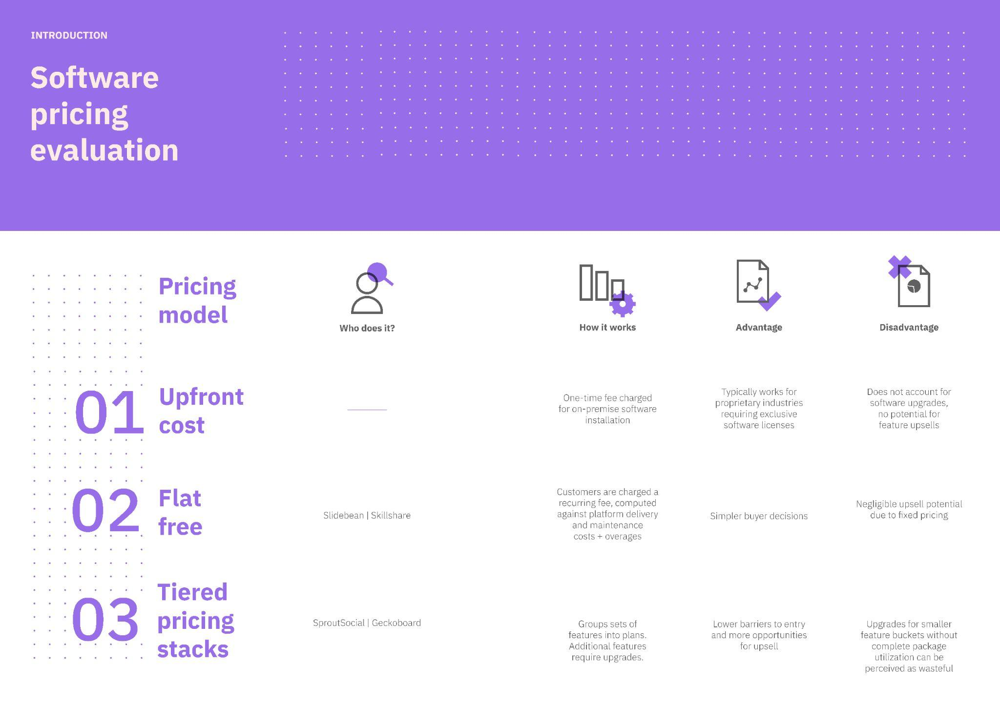 INTRODUCTION
Software
pricing
evaluation
Pricing
model
Who does it?
How it works
Advantage
Disadvantage
01
Upfront
cost
One-time fee charged
for on-premise software
installation
Typically works for
proprietary industries
requiring exclusive
software licenses
Does not account for
software upgrades,
no potential for
feature upsells
02
Flat
free
Slidebean | Skillshare
Customers are charged a
recurring fee, computed
against platform delivery
and maintenance
costs + overages
Simpler buyer decisions
Negligible upsell potential
due to fixed pricing
03
Tiered
pricing
stacks
SproutSocial | Geckoboard
Groups sets of
features into plans.
Additional features
require upgrades.
Lower barriers to entry
and more opportunities
for upsell
Upgrades for smaller
feature buckets without
complete package
utilization can be
perceived as wasteful